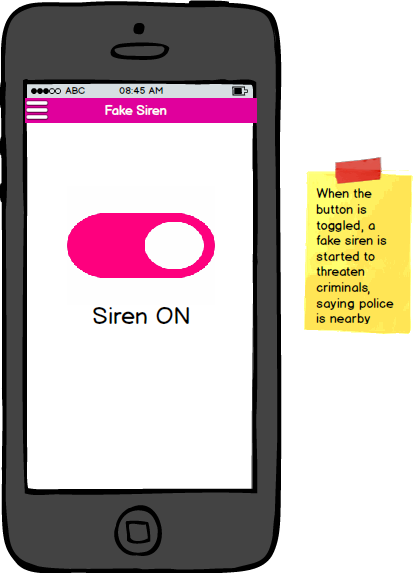 ABC 08:45 AM
Fake Siren
Siren ON
When the
button is
toggled, a
fake siren is
started to
threaten
criminals,
saying police
is nearby